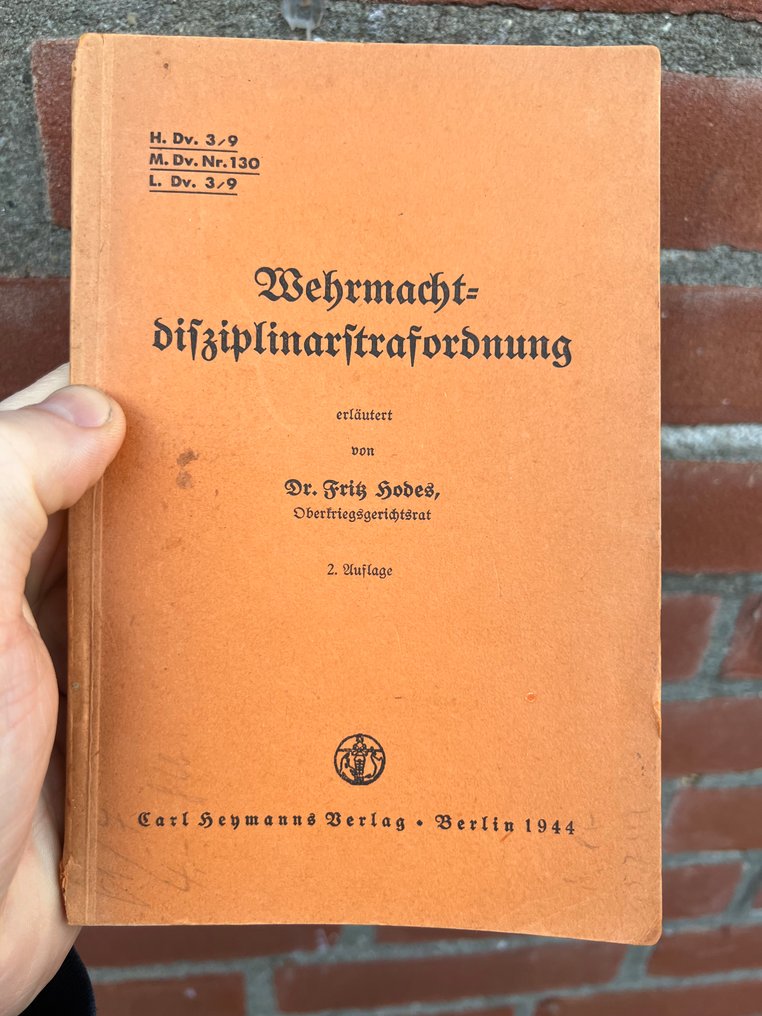 H. Dv. 3/9
M. Dv. Nr. 130
L. Dv. 3/9
Wehrmacht-
disziplinarstrafordnung
erläutert
von
Dr. Fritz Hodes,
Oberkriegsgerichtsrat
2. Auflage
Carl Heymanns Verlag • Berlin 1944